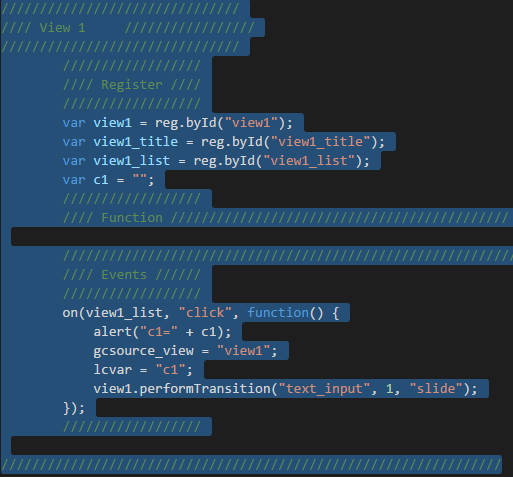 ///////////////////////////////
//// View 1     /////////////////
///////////////////////////////
//////////////////
//// Register ////
//////////////////
var view1 = reg.byId("view1");
var view1_title = reg.byId("view1_title");
var view1_list = reg.byId("view1_list");
var c1 = "";
//////////////////
//// Function ////////////////////////////////////////////
///////////////////////////////////////////////////////////
//// Events //////
//////////////////
on(view1_list, "click", function() {
alert("c1=" + c1);
gcsource_view = "view1";
lcvar = "c1";
view1.performTransition("text_input", 1, "slide");
});
//////////////////
/////////////////////////////////////////////////////////////////